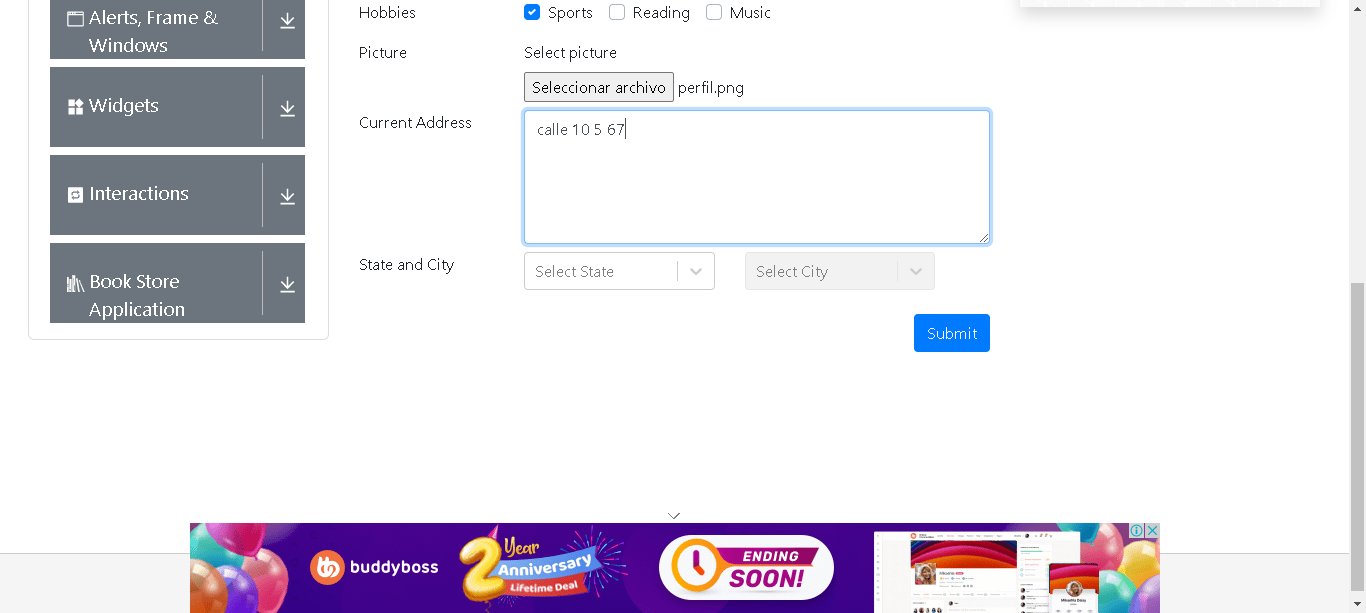 Alerts, Frame &
Windows
Widgets
Interactions
Book Store
Application
Hobbies
Sports Reading Music
Picture
Select picture
Seleccionar archivo perfil.png
Current Address
calle 10 5 67
State and City
Select State
Select City
Submit
buddyboss
2 Year
Anniversary
Lifetime Deal
ENDING
SOON!